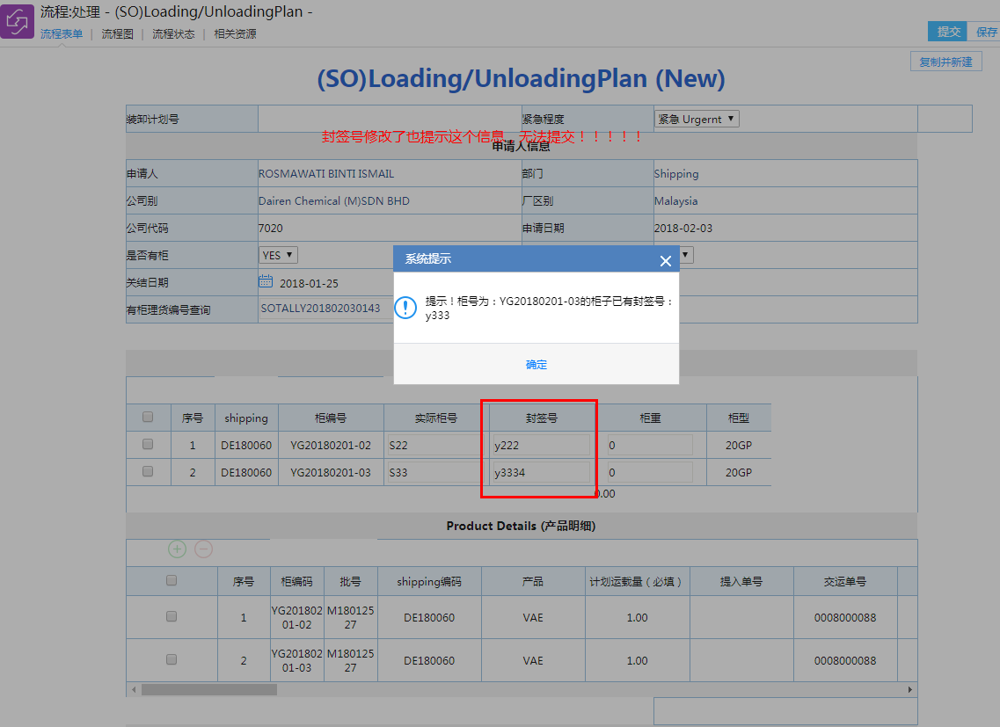 流程:处理 - (SO)Loading/UnloadingPlan -
流程表单 | 流程图 | 流程状态 | 相关资源
提交 保存
复制并新建
(SO)Loading/UnloadingPlan (New)
装卸计划号 紧急程度 紧急 Urgernt
封签号修改了也提示这个信息，无法提交！！！！！
申请人信息
申请人 ROSMAWATI BINTI ISMAIL 部门 Shipping
公司别 Dairen Chemical (M)SDN BHD 厂区别 Malaysia
公司代码 7020 申请日期 2018-02-03
是否有柜 YES
关结日期 2018-01-25
有柜理货编号查询 SOTALLY201802030143
系统提示
提示！柜号为：YG20180201-03的柜子已有封签号：
y333
确定
序号 shipping 柜编号 实际柜号 封签号 柜重 柜型
1 DE180060 YG20180201-02 S22 y222 0 20GP
2 DE180060 YG20180201-03 S33 y3334 0 20GP
0.00
Product Details (产品明细)
序号 柜编码 批号 shipping编码 产品 计划运载量（必填） 提入单号 交运单号
1 YG201802 M180125 DE180060 VAE 1.00 0008000088
01-02 27
2 YG201802 M180125 DE180060 VAE 1.00 0008000088
01-03 27